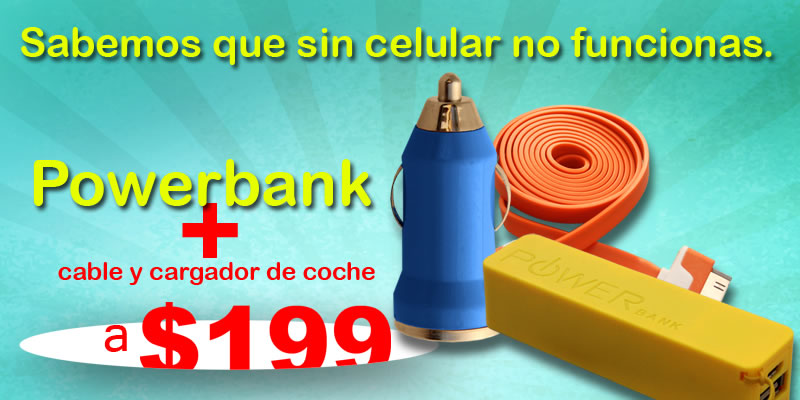 Sabemos que sin celular no funcionas.
Powerbank
+
cable y cargador de coche
a $199
POWER
BANK